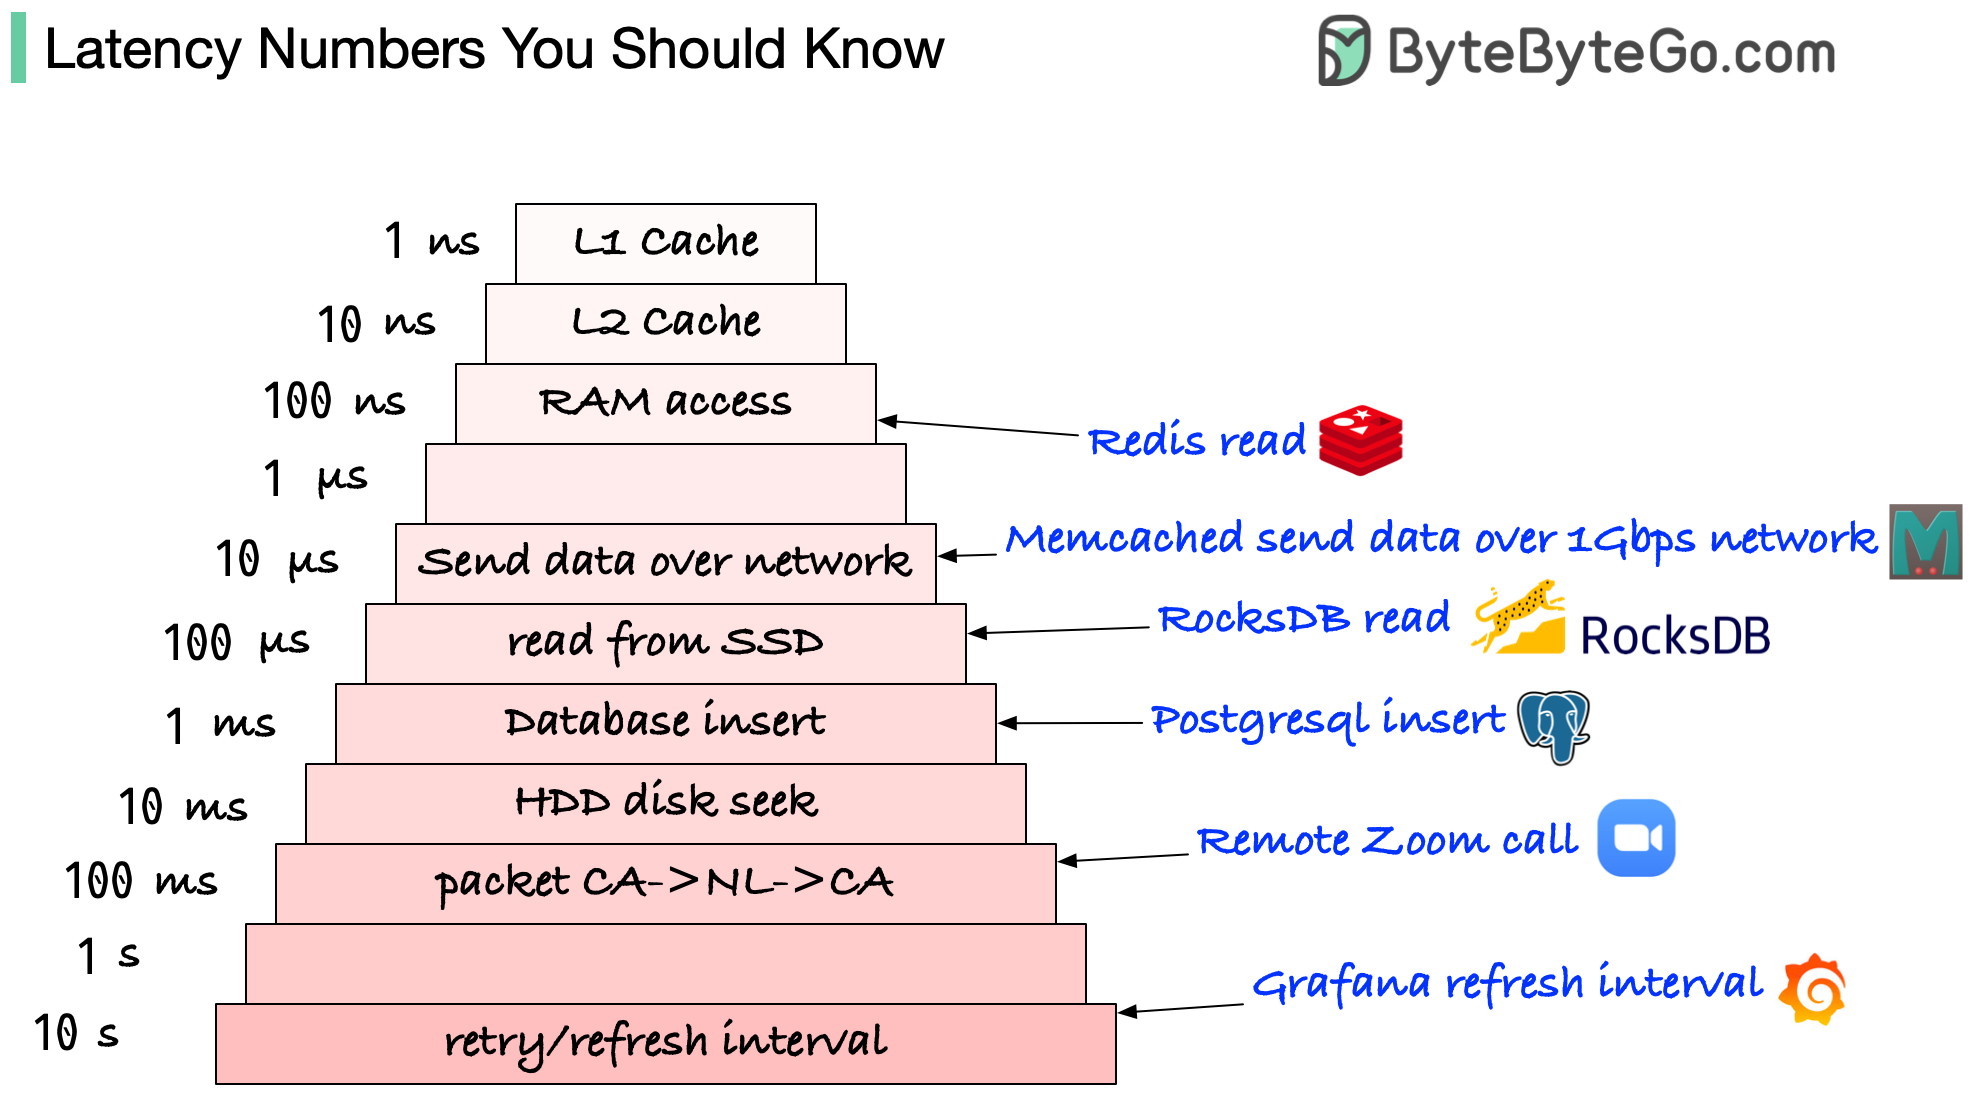 Latency Numbers You Should Know
ByteByteGo.com
1 ns
L1 Cache
10 ns
L2 Cache
100 ns
RAM access
Redis read
1 µs
10 µs
Send data over network
Memcached send data over 1Gbps network
M
100 µs
read from SSD
RocksDB read
RocksDB
1 ms
Database insert
Postgresql insert
10 ms
HDD disk seek
100 ms
packet CA->NL->CA
Remote Zoom call
1 s
10 s
retry/refresh interval
Grafana refresh interval